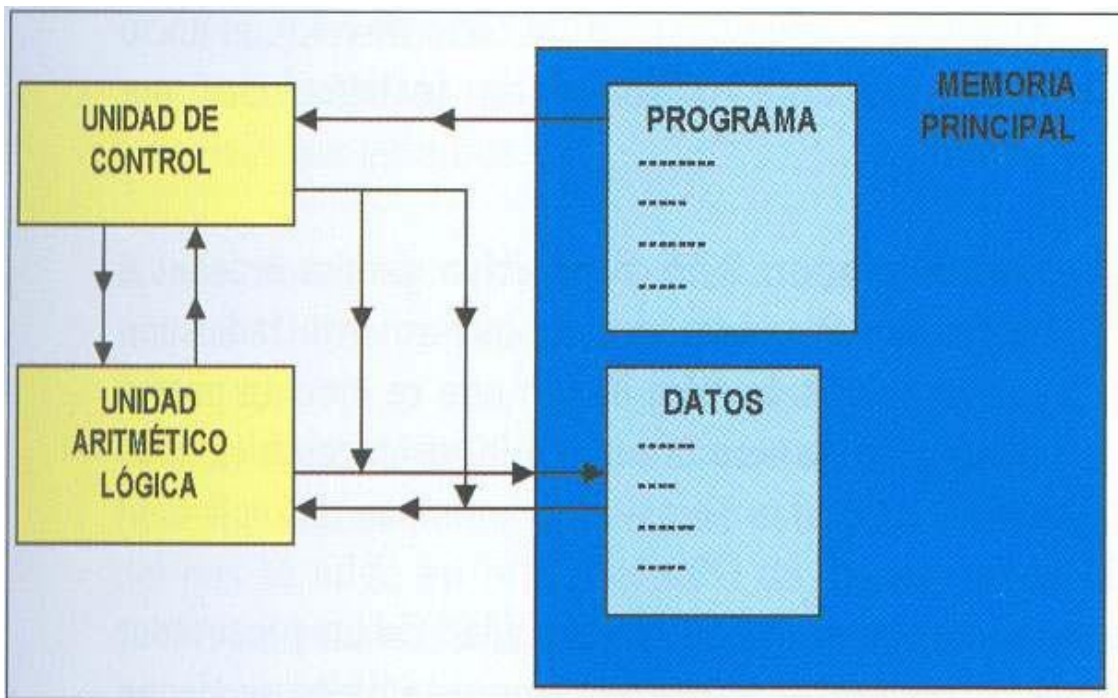 UNIDAD DE
CONTROL
PROGRAMA
MEMORIA
PRINCIPAL
UNIDAD
ARITMÉTICO
LÓGICA
DATOS